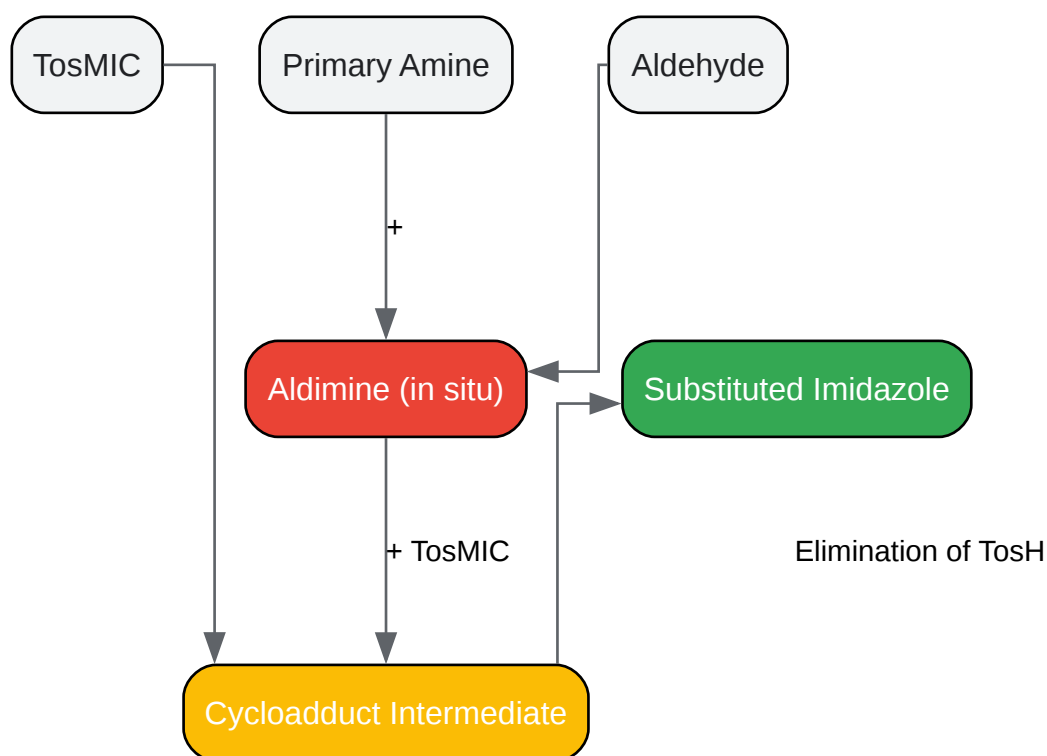 TosMIC
Primary Amine
Aldehyde
+
Aldimine (in situ)
Substituted Imidazole
+ TosMIC
Elimination of TosH
Cycloadduct Intermediate